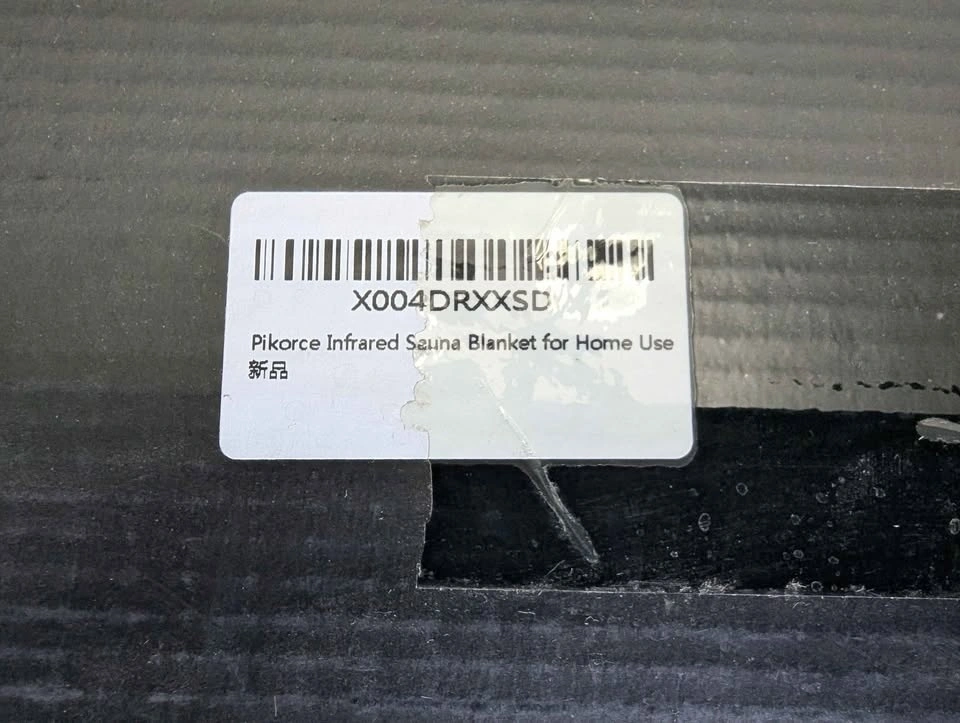 X004DRXXSD
Pikorce Infrared Sauna Blanket for Home Use
新品